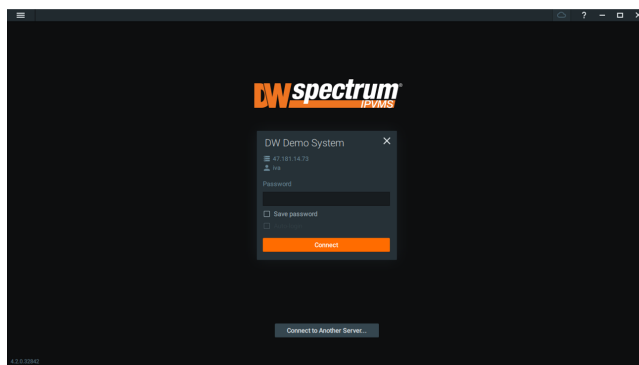 ?
DW spectrum®
IPVMS
DW Demo System
47.181.14.73
iva
Password
Save password
Connect
Connect to Another Server...
4.2.0.32842